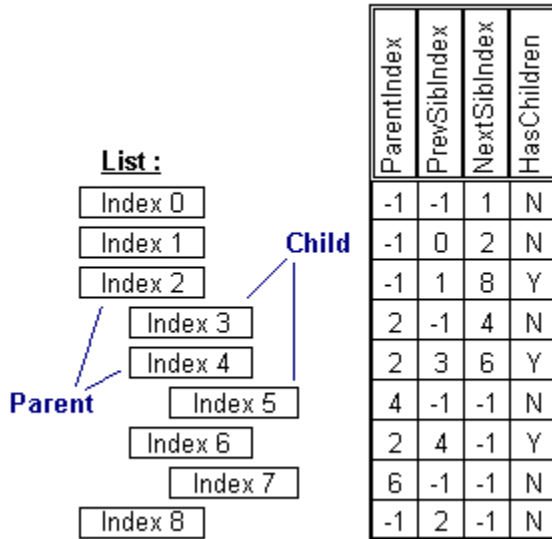 ParentIndex PrevSibIndex NextSibIndex HasChildren
List :
Index 0 -1 -1 1 N
Index 1 Child -1 0 2 N
Index 2 -1 1 8 Y
Index 3 2 -1 4 N
Index 4 2 3 6 Y
Parent Index 5 4 -1 -1 N
Index 6 2 4 -1 Y
Index 7 6 -1 -1 N
Index 8 -1 2 -1 N